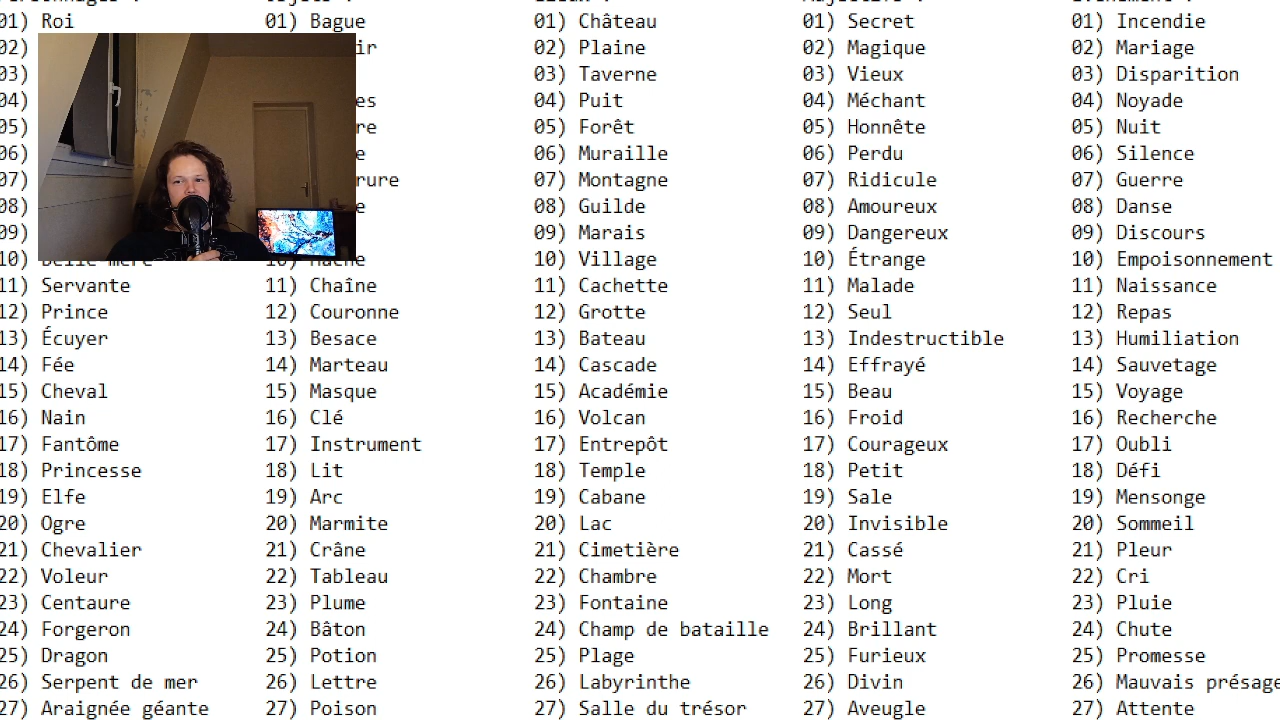 01) Roi 01) Bague 01) Château 01) Secret 01) Incendie
02) 02) Plaine 02) Magique 02) Mariage
03) 03) Taverne 03) Vieux 03) Disparition
04) 04) Puit 04) Méchant 04) Noyade
05) 05) Forêt 05) Honnête 05) Nuit
06) 06) Muraille 06) Perdu 06) Silence
07) 07) Montagne 07) Ridicule 07) Guerre
08) 08) Guilde 08) Amoureux 08) Danse
09) 09) Marais 09) Dangereux 09) Discours
10) 10) Village 10) Étrange 10) Empoisonnement
11) Servante 11) Chaîne 11) Cachette 11) Malade 11) Naissance
12) Prince 12) Couronne 12) Grotte 12) Seul 12) Repas
13) Écuyer 13) Besace 13) Bateau 13) Indestructible 13) Humiliation
14) Fée 14) Marteau 14) Cascade 14) Effrayé 14) Sauvetage
15) Cheval 15) Masque 15) Académie 15) Beau 15) Voyage
16) Nain 16) Clé 16) Volcan 16) Froid 16) Recherche
17) Fantôme 17) Instrument 17) Entrepôt 17) Courageux 17) Oubli
18) Princesse 18) Lit 18) Temple 18) Petit 18) Défi
19) Elfe 19) Arc 19) Cabane 19) Sale 19) Mensonge
20) Ogre 20) Marmite 20) Lac 20) Invisible 20) Sommeil
21) Chevalier 21) Crâne 21) Cimetière 21) Cassé 21) Pleur
22) Voleur 22) Tableau 22) Chambre 22) Mort 22) Cri
23) Centaure 23) Plume 23) Fontaine 23) Long 23) Pluie
24) Forgeron 24) Bâton 24) Champ de bataille 24) Brillant 24) Chute
25) Dragon 25) Potion 25) Plage 25) Furieux 25) Promesse
26) Serpent de mer 26) Lettre 26) Labyrinthe 26) Divin 26) Mauvais présage
27) Araignée géante 27) Poison 27) Salle du trésor 27) Aveugle 27) Attente